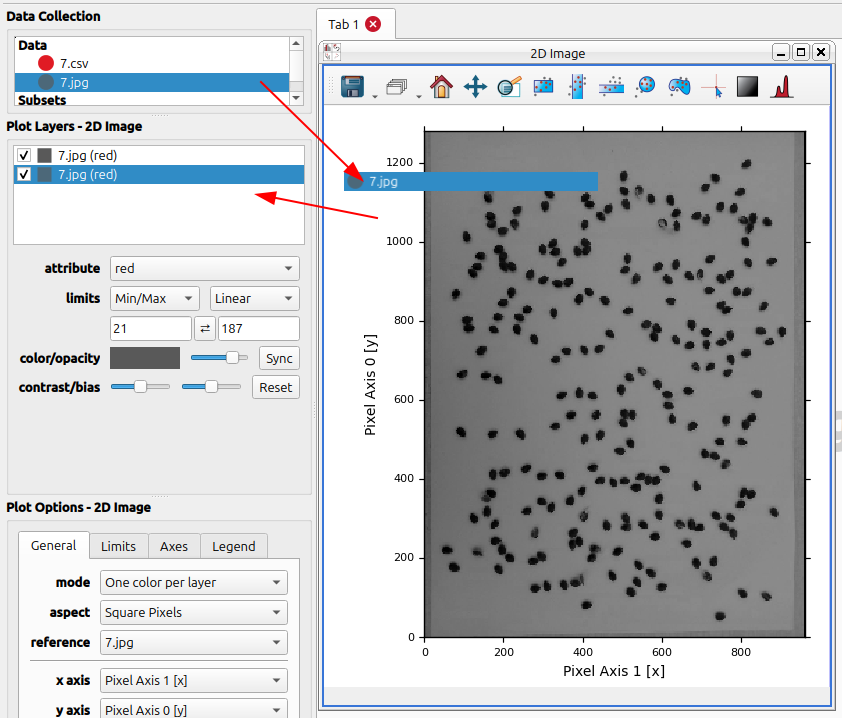 Data Collection
Data
7.csv
7.jpg
Subsets
Plot Layers - 2D Image
7.jpg (red)
7.jpg (red)
attribute
red
limits
Min/Max
Linear
21
187
color/opacity
Sync
contrast/bias
Reset
Plot Options - 2D Image
General
Limits
Axes
Legend
mode
One color per layer
aspect
Square Pixels
reference
7.jpg
x axis
Pixel Axis 1 [x]
y axis
Pixel Axis 0 [y]
Tab 1
2D Image
7.jpg
1200
1000
800
600
400
200
0
Pixel Axis 0 [y]
0
200
400
600
800
Pixel Axis 1 [x]